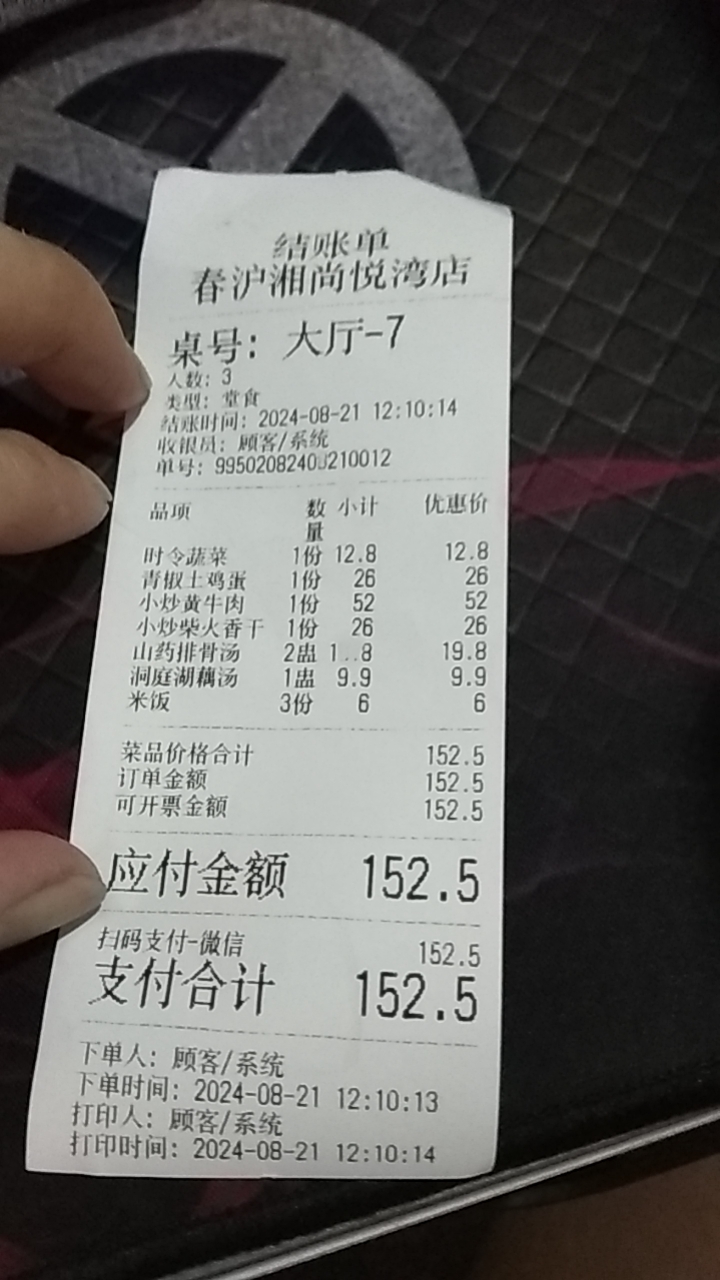 结账单
春沪湘尚悦湾店
桌号: 大厅-7
人数: 3
类型: 堂食
结账时间: 2024-08-21 12:10:14
收银员: 顾客/系统
单号:
品项 数量 小计 优惠价
时令蔬菜 1份 12.8 12.8
青椒土鸡蛋 1份 26 26
小炒黄牛肉 1份 52 52
小炒柴火香干 1份 26 26
山药排骨汤 2盅 19.8
洞庭湖藕汤 1盅 9.9 9.9
米饭 3份 6 6
菜品价格合计 152.5
订单金额 152.5
可开票金额 152.5
应付金额 152.5
扫码支付-微信 152.5
支付合计 152.5
下单人: 顾客/系统
下单时间: 2024-08-21 12:10:13
打印人: 顾客/系统
打印时间: 2024-08-21 12:10:14